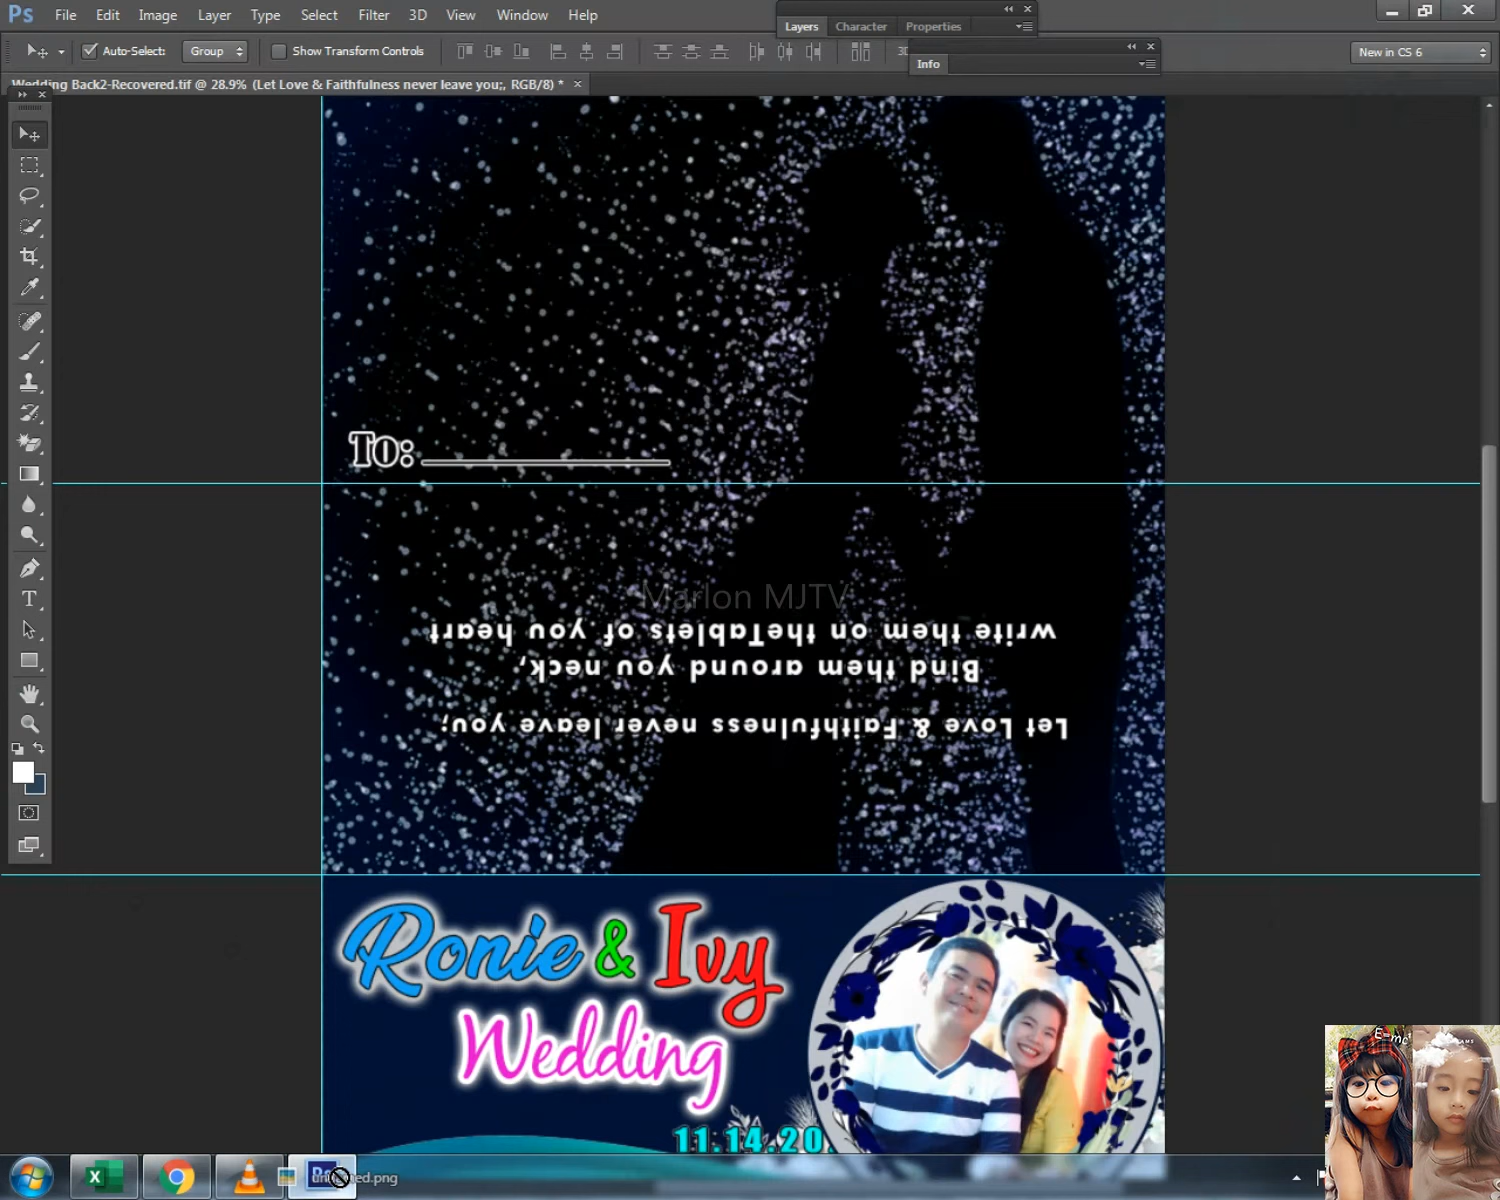 Ps File Edit Image Layer Type Select Filter 3D View Window Help
Layers Character Properties
Auto-Select: Group Show Transform Controls
Info
New in CS 6
Wedding Back2-Recovered.tif @ 28.9% (Let Love & Faithfulness never leave you;, RGB/8) *
To:
Marlon MJTV
write them on theTablets of you heart
Bind them around you neck,
Let Love & Faithfulness never leave you;
Ronie & Ivy
Wedding
11.14.20